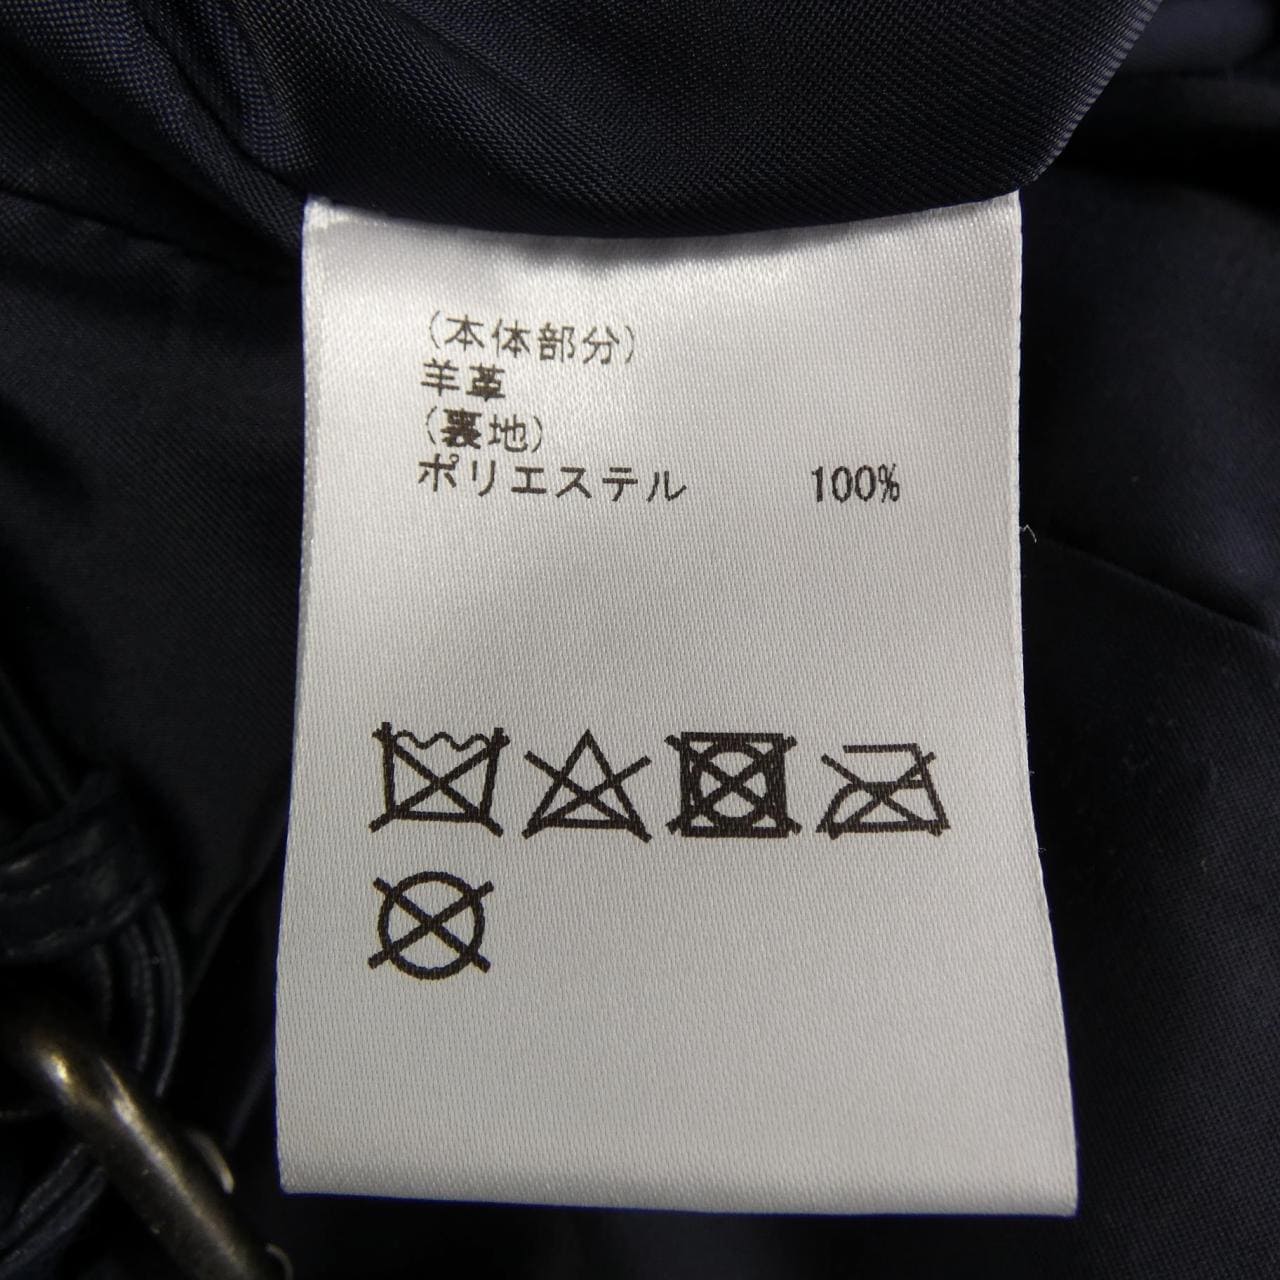 (本体部分)
羊革
(裏地)
ポリエステル 100%